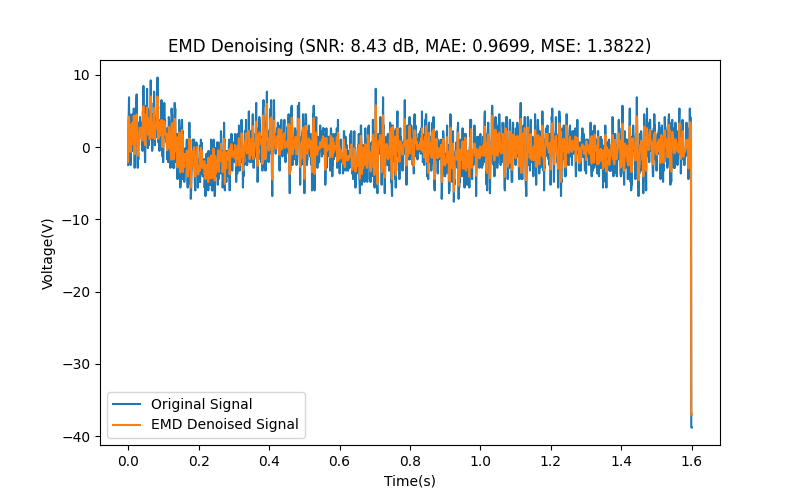 EMD Denoising (SNR: 8.43 dB, MAE: 0.9699, MSE: 1.3822)
10
0
−10
−20
−30
−40
Voltage(V)
Original Signal
EMD Denoised Signal
0.0 0.2 0.4 0.6 0.8 1.0 1.2 1.4 1.6
Time(s)